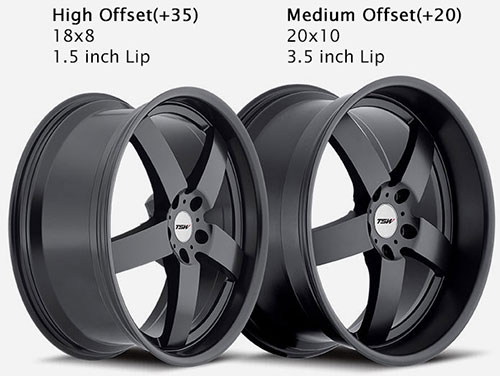 High Offset(+35)
18x8
1.5 inch Lip
Medium Offset(+20)
20x10
3.5 inch Lip
TSW
TSW